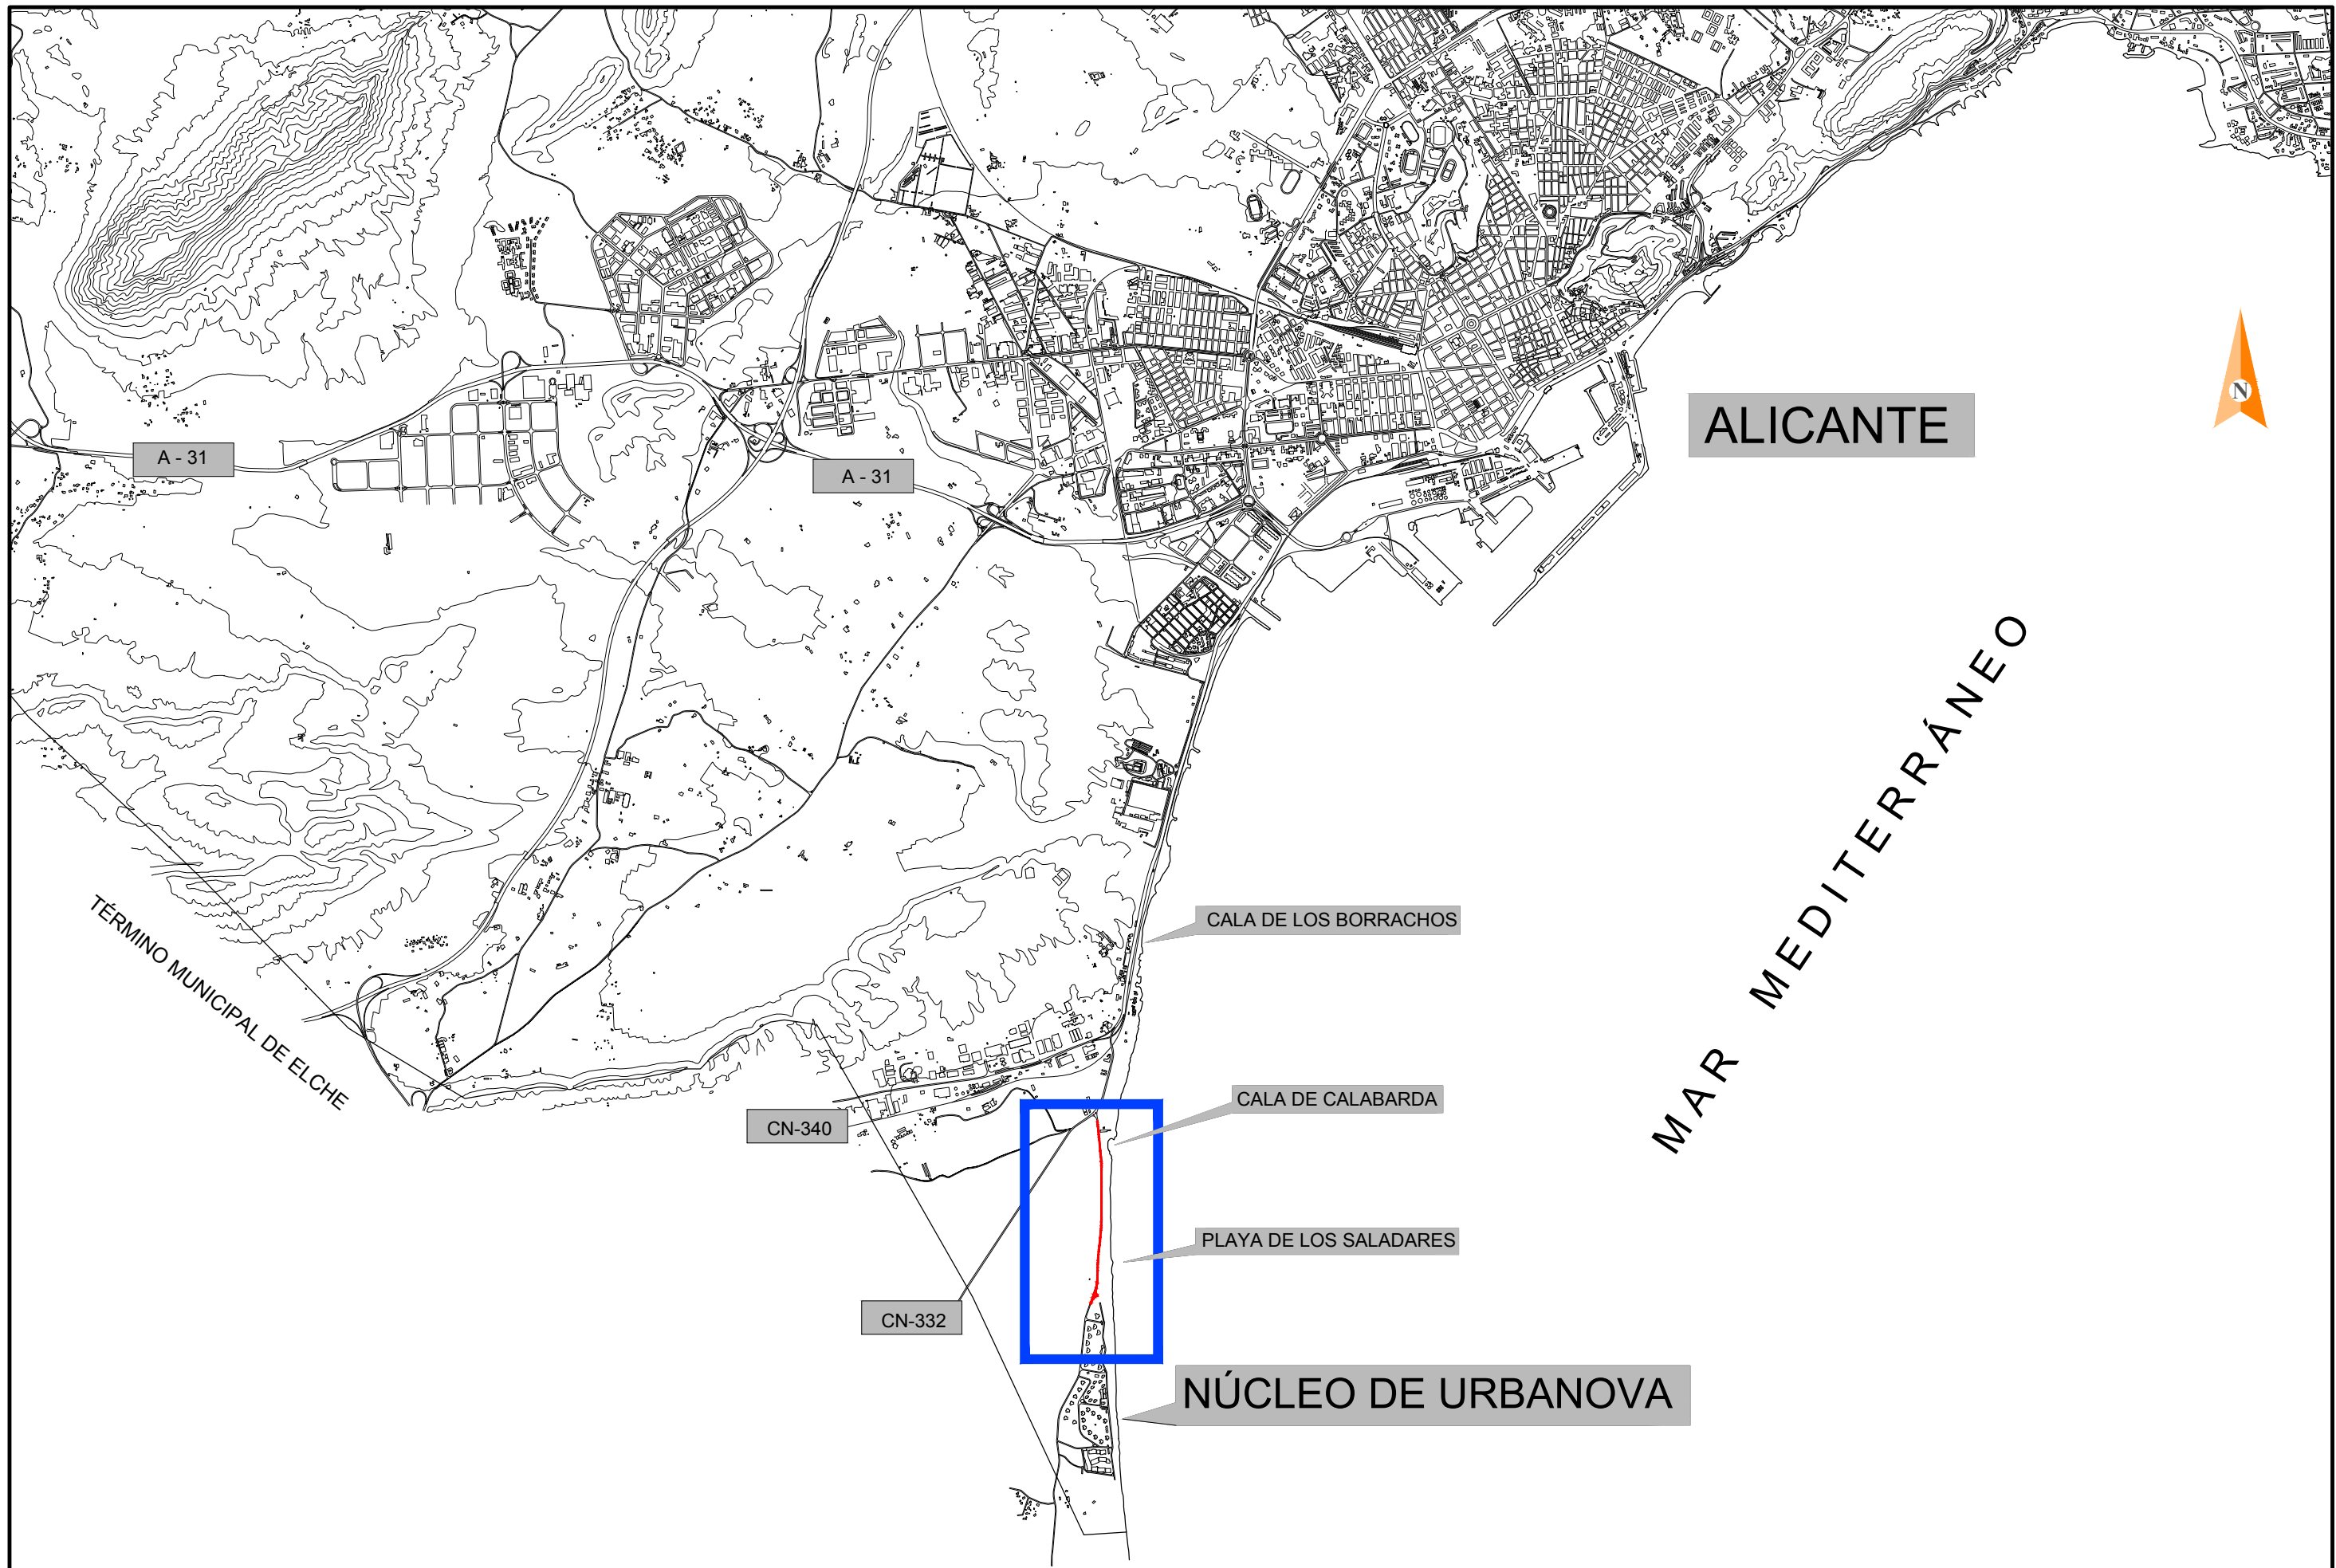 ALICANTE
N
A - 31
A - 31
MAR MEDITERRÁNEO
CALA DE LOS BORRACHOS
TÉRMINO MUNICIPAL DE ELCHE
CALA DE CALABARDA
CN-340
PLAYA DE LOS SALADARES
CN-332
NÚCLEO DE URBANOVA